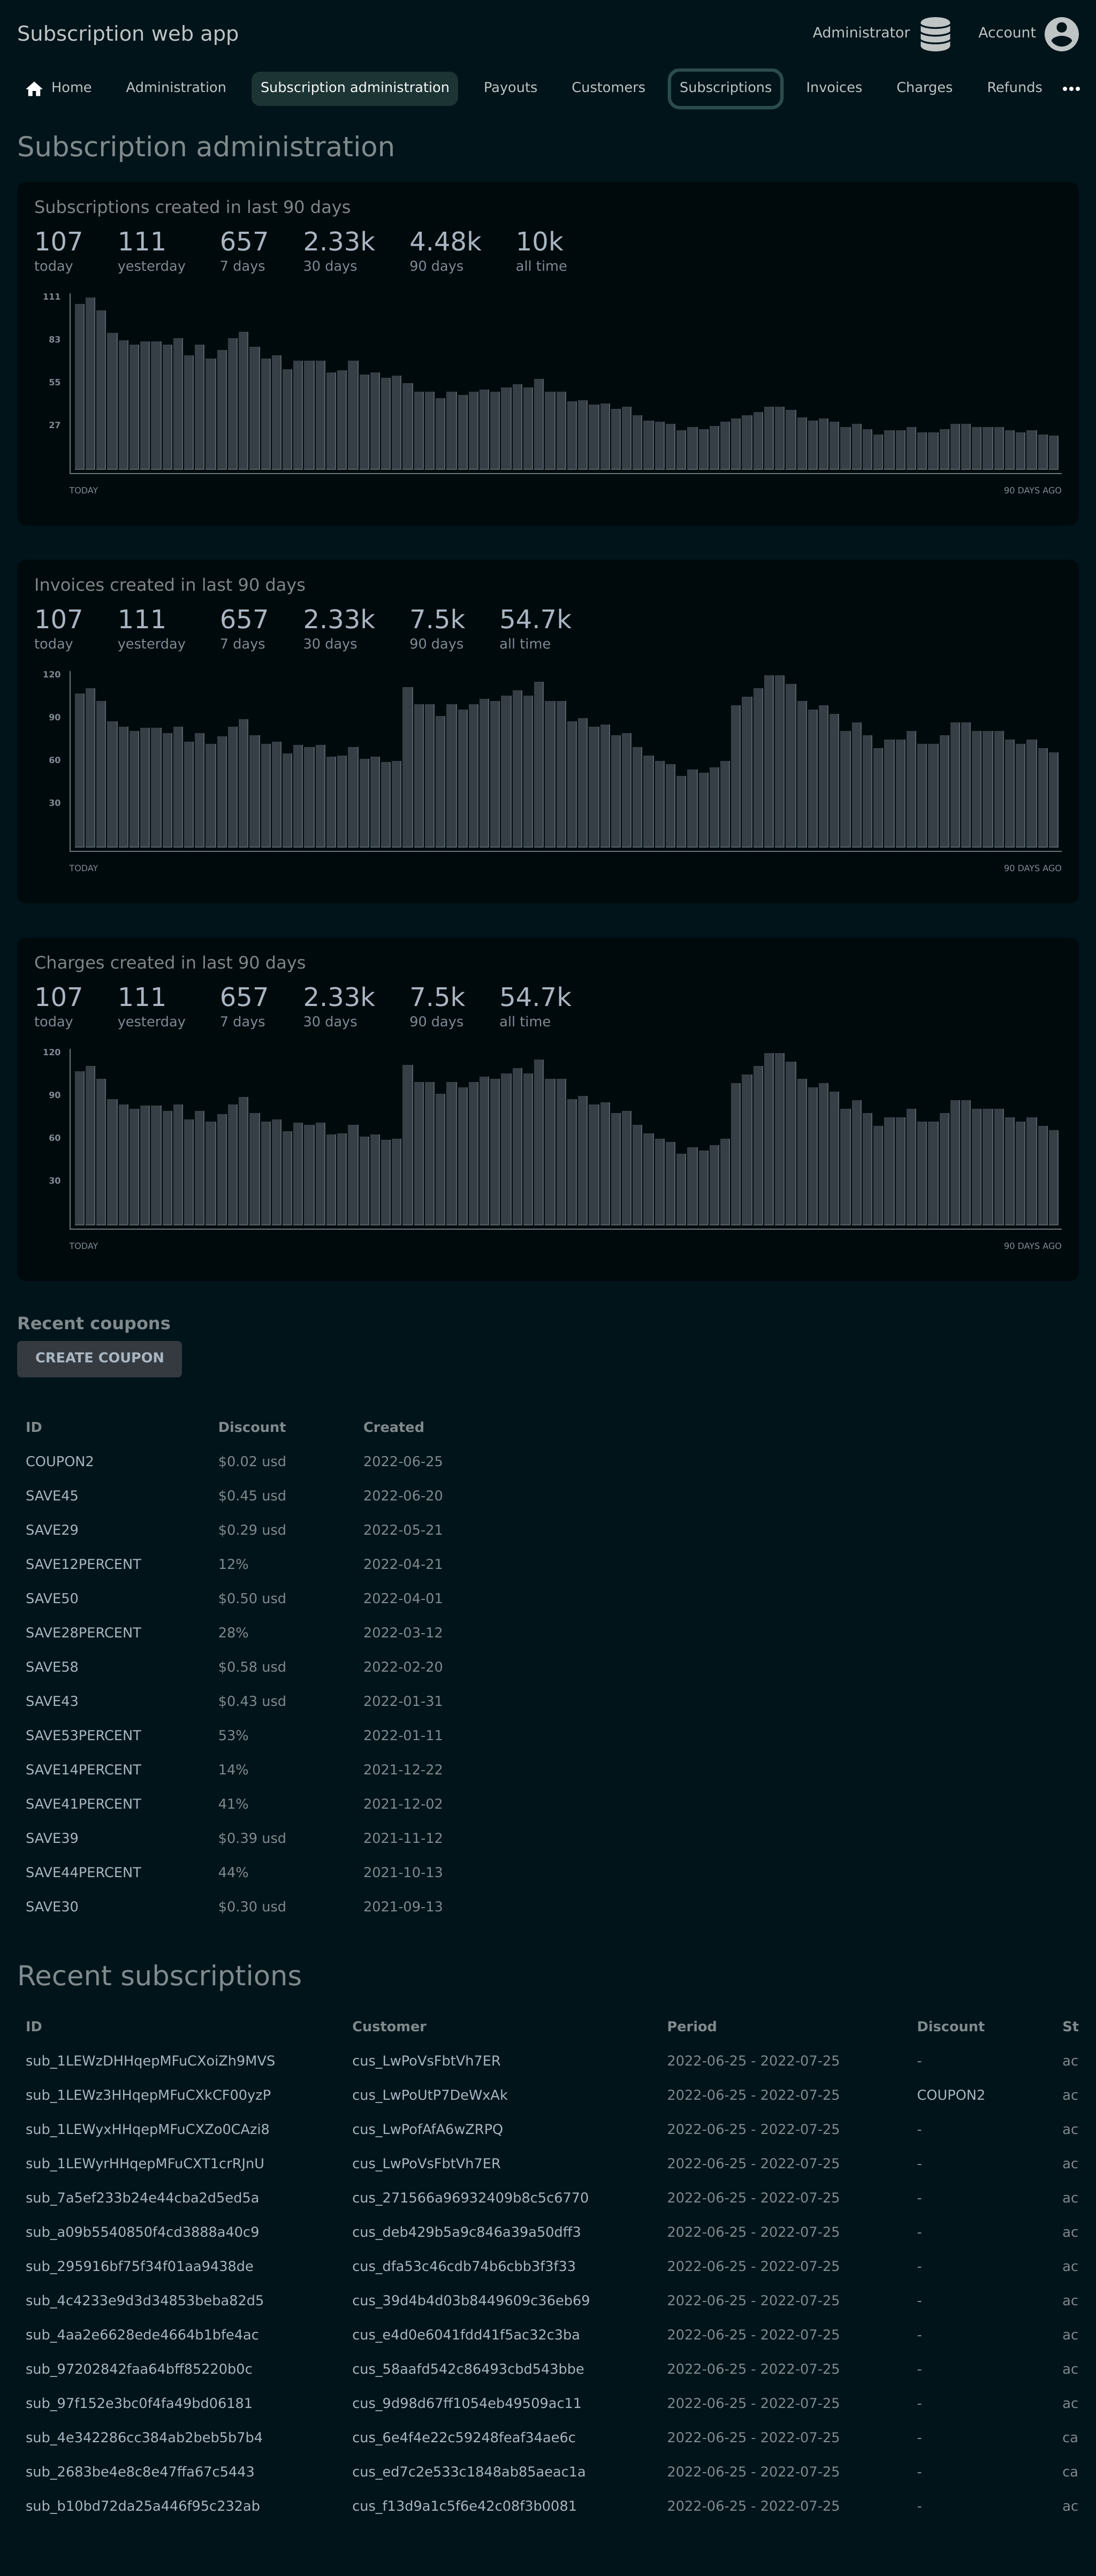 Subscription web app
Administrator
Account
Home Administration Subscription administration Payouts Customers Subscriptions Invoices Charges Refunds
Subscription administration
Subscriptions created in last 90 days
107 111 657 2.33k 4.48k 10k
today yesterday 7 days 30 days 90 days all time
111
83
55
27
TODAY 90 DAYS AGO
Invoices created in last 90 days
107 111 657 2.33k 7.5k 54.7k
today yesterday 7 days 30 days 90 days all time
120
90
60
30
TODAY 90 DAYS AGO
Charges created in last 90 days
107 111 657 2.33k 7.5k 54.7k
today yesterday 7 days 30 days 90 days all time
120
90
60
30
TODAY 90 DAYS AGO
Recent coupons
CREATE COUPON
ID Discount Created
COUPON2 $0.02 usd 2022-06-25
SAVE45 $0.45 usd 2022-06-20
SAVE29 $0.29 usd 2022-05-21
SAVE12PERCENT 12% 2022-04-21
SAVE50 $0.50 usd 2022-04-01
SAVE28PERCENT 28% 2022-03-12
SAVE58 $0.58 usd 2022-02-20
SAVE43 $0.43 usd 2022-01-31
SAVE53PERCENT 53% 2022-01-11
SAVE14PERCENT 14% 2021-12-22
SAVE41PERCENT 41% 2021-12-02
SAVE39 $0.39 usd 2021-11-12
SAVE44PERCENT 44% 2021-10-13
SAVE30 $0.30 usd 2021-09-13
Recent subscriptions
ID Customer Period Discount St
sub_1LEWzDHHqepMFuCXoiZh9MVS cus_LwPoVsFbtVh7ER 2022-06-25 - 2022-07-25 - ac
sub_1LEWz3HHqepMFuCXkCF00yzP cus_LwPoUtP7DeWxAk 2022-06-25 - 2022-07-25 COUPON2 ac
sub_1LEWyxHHqepMFuCXZo0CAzi8 cus_LwPofAfA6wZRPQ 2022-06-25 - 2022-07-25 - ac
sub_1LEWyrHHqepMFuCXT1crRJnU cus_LwPoVsFbtVh7ER 2022-06-25 - 2022-07-25 - ac
sub_7a5ef233b24e44cba2d5ed5a cus_271566a96932409b8c5c6770 2022-06-25 - 2022-07-25 - ac
sub_a09b5540850f4cd3888a40c9 cus_deb429b5a9c846a39a50dff3 2022-06-25 - 2022-07-25 - ac
sub_295916bf75f34f01aa9438de cus_dfa53c46cdb74b6cbb3f3f33 2022-06-25 - 2022-07-25 - ac
sub_4c4233e9d3d34853beba82d5 cus_39d4b4d03b8449609c36eb69 2022-06-25 - 2022-07-25 - ac
sub_4aa2e6628ede4664b1bfe4ac cus_e4d0e6041fdd41f5ac32c3ba 2022-06-25 - 2022-07-25 - ac
sub_97202842faa64bff85220b0c cus_58aafd542c86493cbd543bbe 2022-06-25 - 2022-07-25 - ac
sub_97f152e3bc0f4fa49bd06181 cus_9d98d67ff1054eb49509ac11 2022-06-25 - 2022-07-25 - ac
sub_4e342286cc384ab2beb5b7b4 cus_6e4f4e22c59248feaf34ae6c 2022-06-25 - 2022-07-25 - ca
sub_2683be4e8c8e47ffa67c5443 cus_ed7c2e533c1848ab85aeac1a 2022-06-25 - 2022-07-25 - ca
sub_b10bd72da25a446f95c232ab cus_f13d9a1c5f6e42c08f3b0081 2022-06-25 - 2022-07-25 - ac